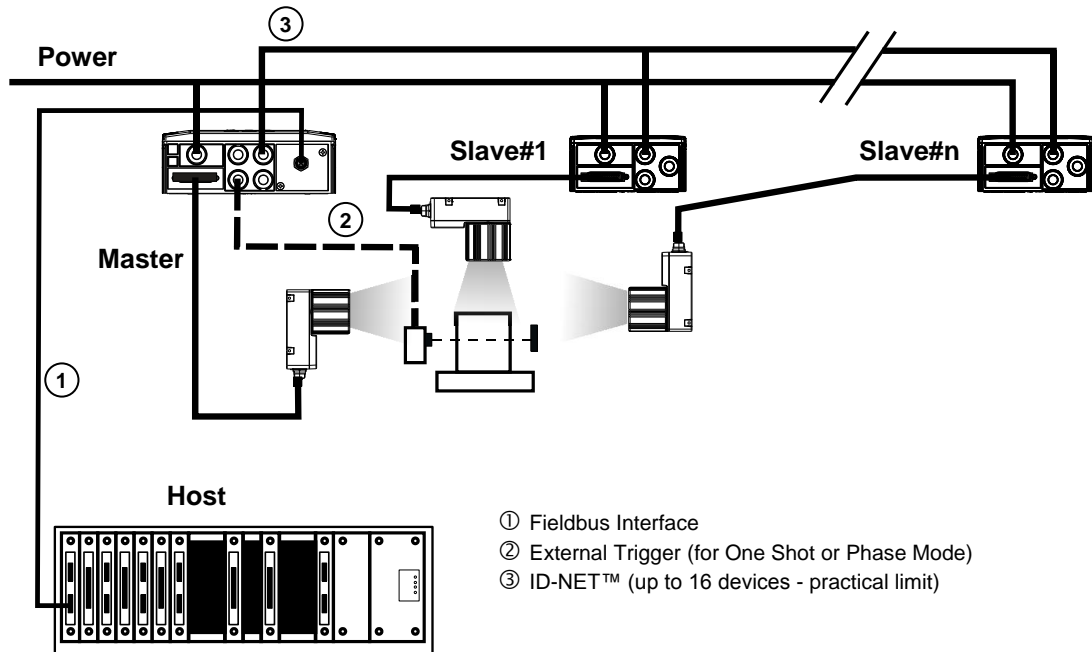 ③
Power
Slave#1
Slave#n
②
Master
①
Host
① Fieldbus Interface
② External Trigger (for One Shot or Phase Mode)
③ ID-NET™ (up to 16 devices - practical limit)